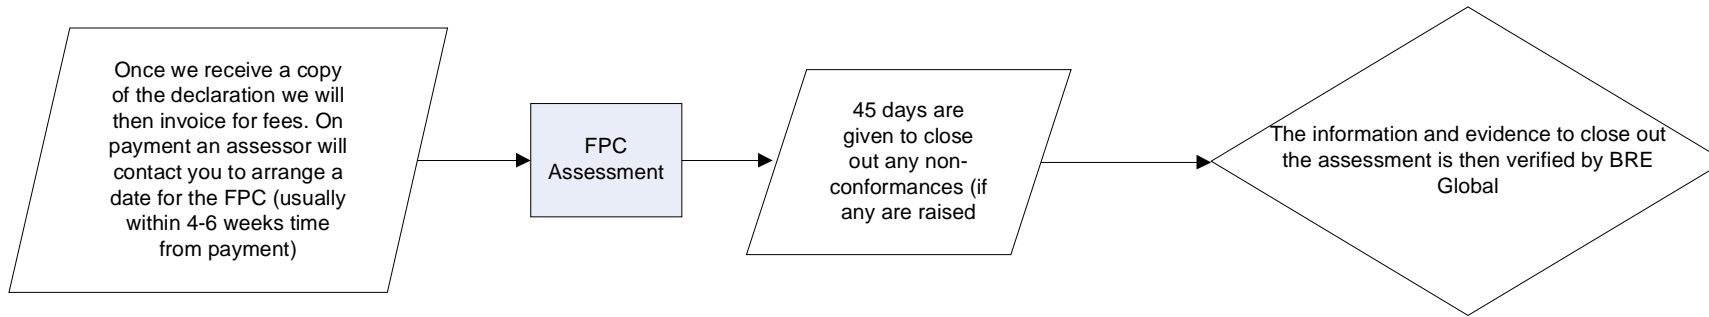 Once we receive a copy
of the declaration we will
then invoice for fees. On
payment an assessor will
contact you to arrange a
date for the FPC (usually
within 4-6 weeks time
from payment)
FPC
Assessment
45 days are
given to close
out any non-
conformances (if
any are raised
The information and evidence to close out
the assessment is then verified by BRE
Global